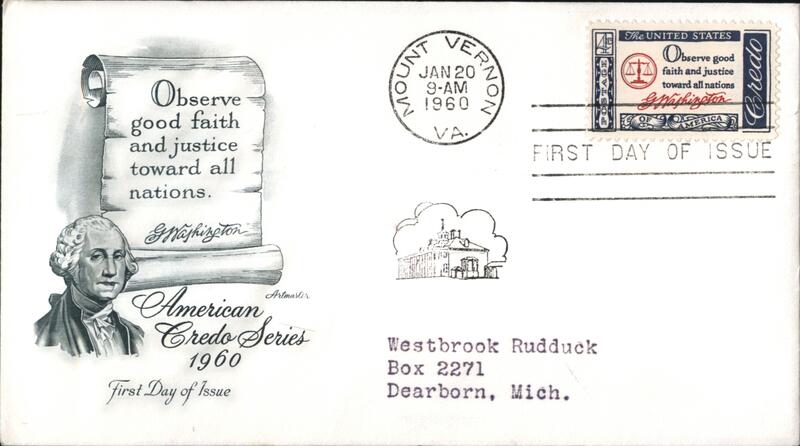 Observe
good faith
and justice
toward all
nations.
G Washington
Artmaster
American
Credo Series
1960
First Day of Issue
MOUNT VERNON
JAN 20
9-AM
1960
VA.
The UNITED STATES
4¢
POSTAGE
Observe good
faith and justice
toward all nations
G Washington
Credo
OF AMERICA
FIRST DAY OF ISSUE
Westbrook Rudduck
Box 2271
Dearborn, Mich.